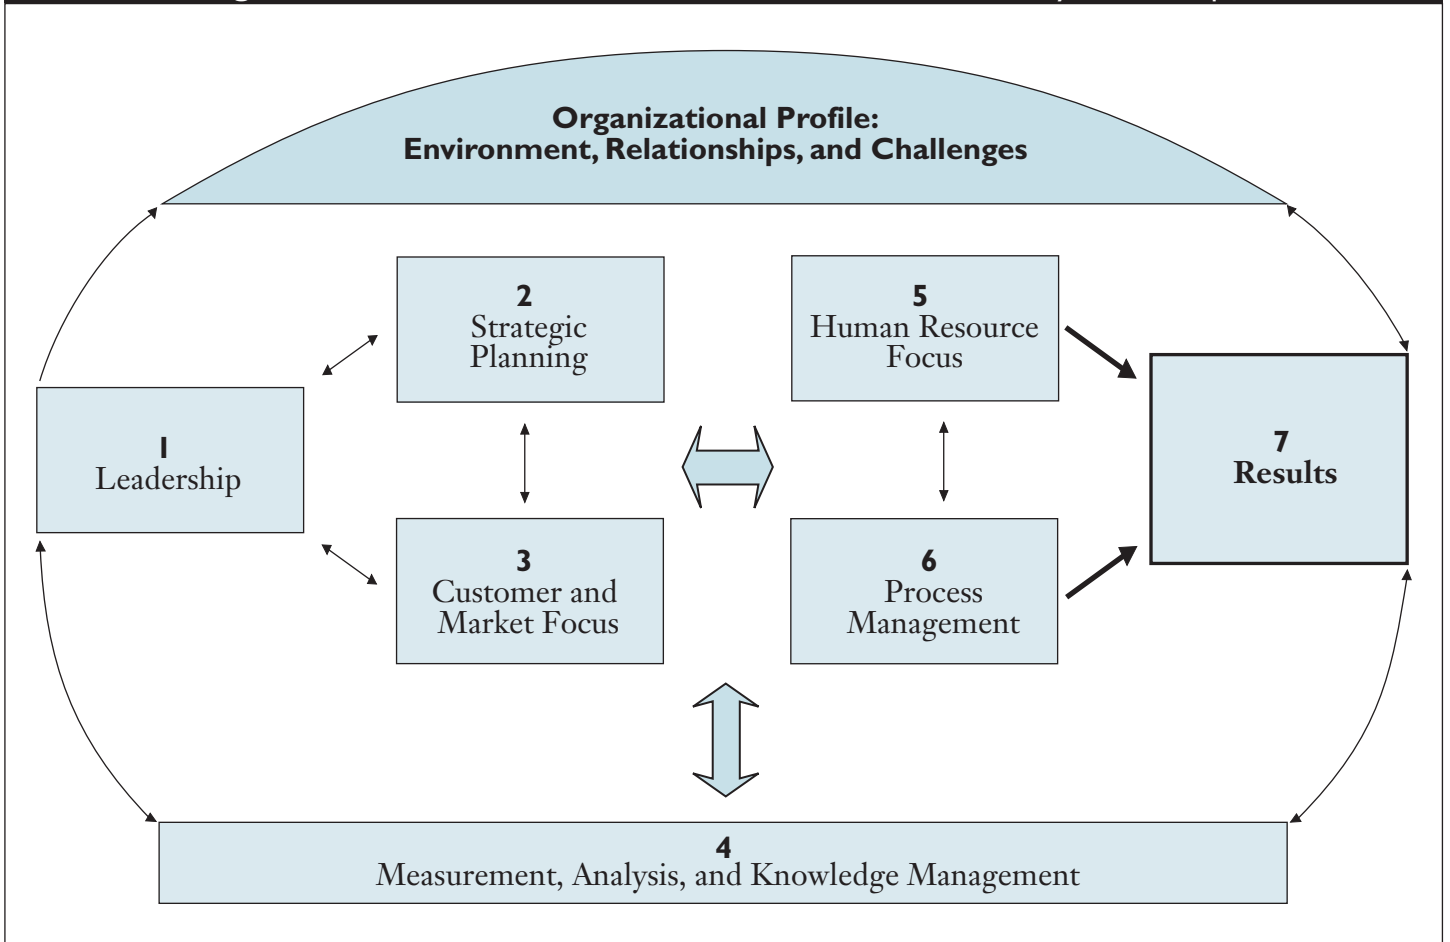 Organizational Profile:
Environment, Relationships, and Challenges
2
Strategic
Planning
5
Human Resource
Focus
1
Leadership
7
Results
3
Customer and
Market Focus
6
Process
Management
4
Measurement, Analysis, and Knowledge Management